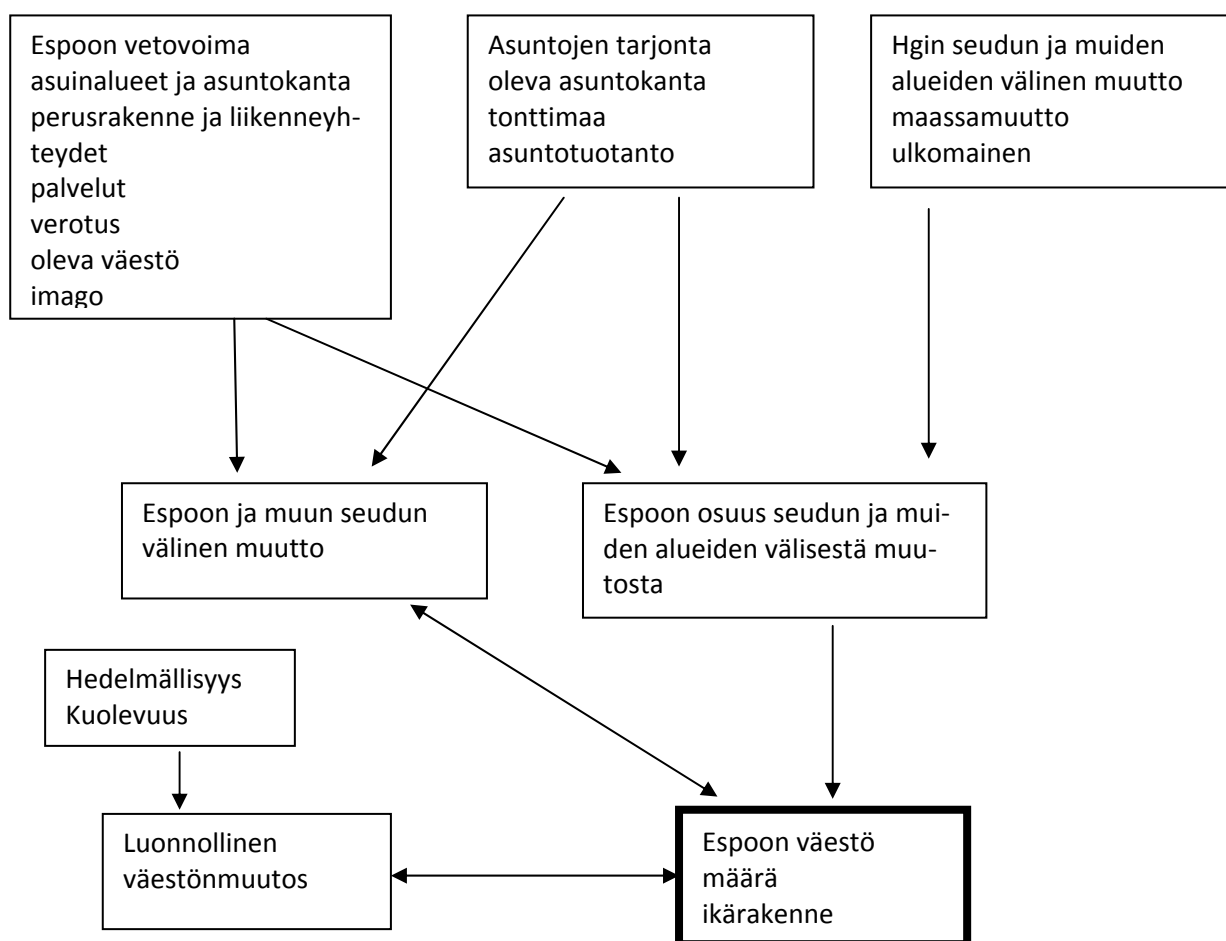 Espoon vetovoima
asuinalueet ja asuntokanta
perusrakenne ja liikenneyh-
teydet
palvelut
verotus
oleva väestö
imago
Asuntojen tarjonta
oleva asuntokanta
tonttimaa
asuntotuotanto
Hgin seudun ja muiden
alueiden välinen muutto
maassamuutto
ulkomainen
Espoon ja muun seudun
välinen muutto
Espoon osuus seudun ja mui-
den alueiden välisestä muu-
tosta
Hedelmällisyys
Kuolevuus
Luonnollinen
väestönmuutos
Espoon väestö
määrä
ikärakenne